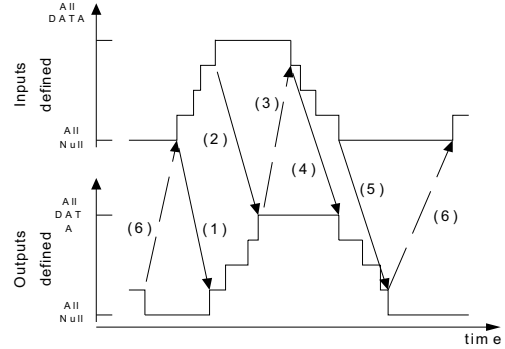 All
DATA
Inputs
defined
All
Null
(3)
(2)
(4)
(5)
(6)
(1)
(6)
All
DAT
A
Outputs
defined
All
Null
time